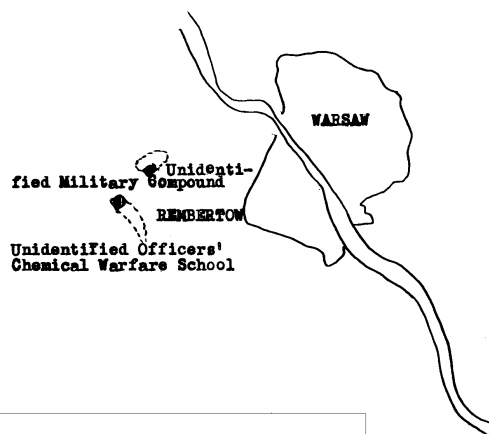 WARSAW
Unidenti-
fied Military Compound
REMBERTOW
Unidentified Officers'
Chemical Warfare School